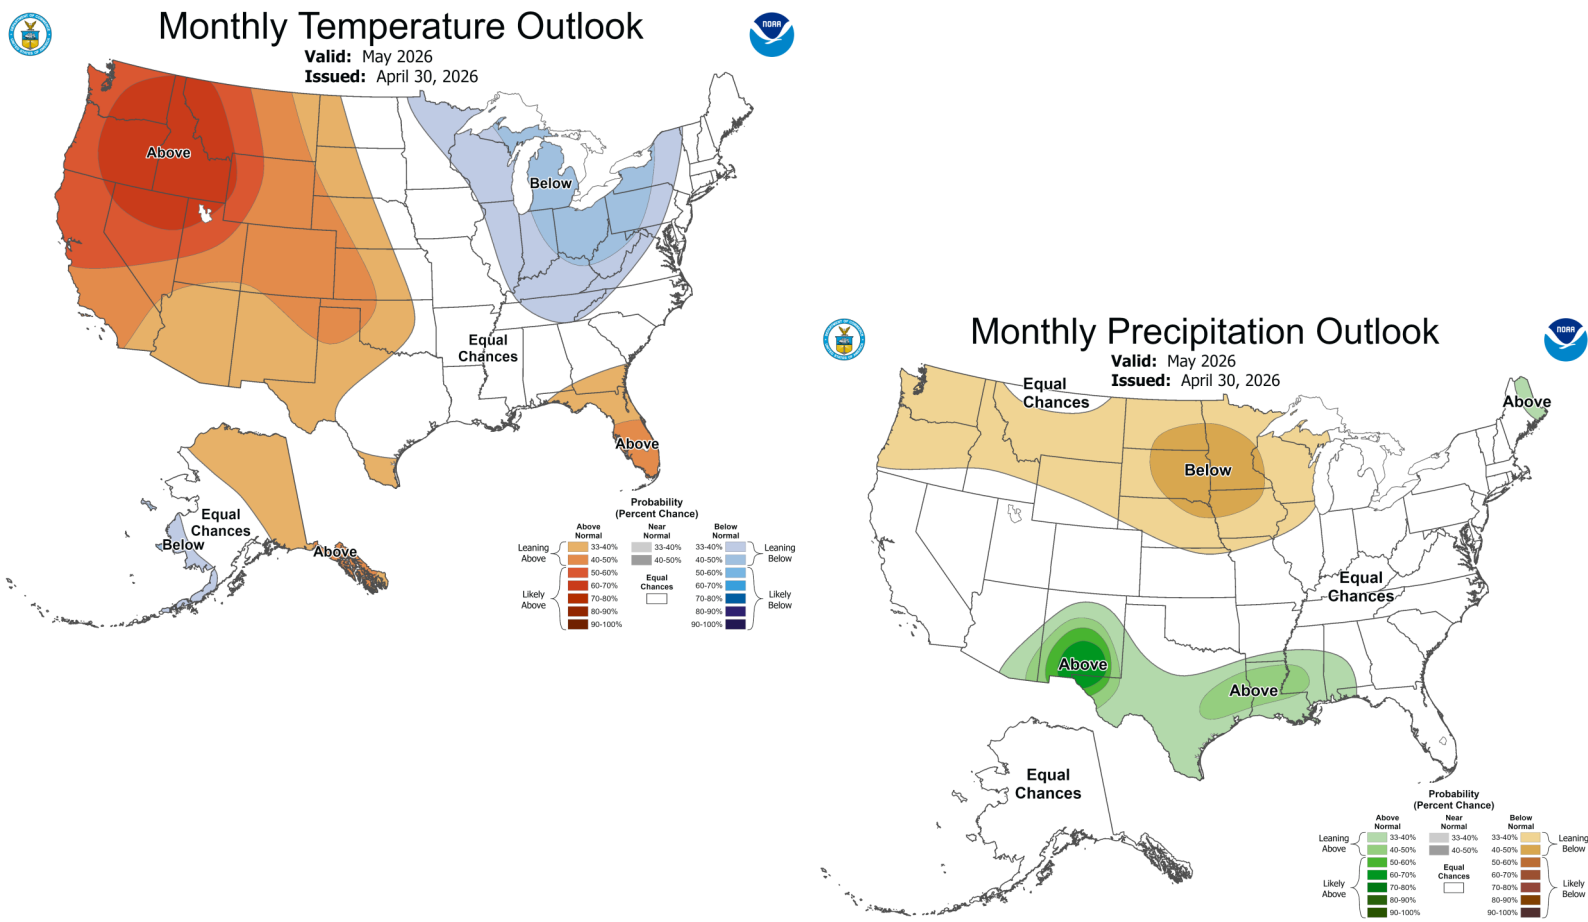 Monthly Temperature Outlook
Valid: May 2026
Issued: April 30, 2026
NOAA
Above
Below
Equal
Chances
Above
Equal
Chances
Below
Above
Probability
(Percent Chance)
Above
Normal
Near
Normal
Below
Normal
Leaning
Above
33-40%
33-40%
33-40%
Leaning
Below
40-50%
40-50%
40-50%
Likely
Above
50-60%
Equal
Chances
50-60%
Likely
Below
60-70%
60-70%
70-80%
70-80%
80-90%
80-90%
90-100%
90-100%
Monthly Precipitation Outlook
Valid: May 2026
Issued: April 30, 2026
NOAA
Equal
Chances
Above
Below
Equal
Chances
Above
Above
Equal
Chances
Probability
(Percent Chance)
Above
Normal
Near
Normal
Below
Normal
Leaning
Above
33-40%
33-40%
33-40%
Leaning
Below
40-50%
40-50%
40-50%
Likely
Above
50-60%
Equal
Chances
50-60%
Likely
Below
60-70%
60-70%
70-80%
70-80%
80-90%
80-90%
90-100%
90-100%